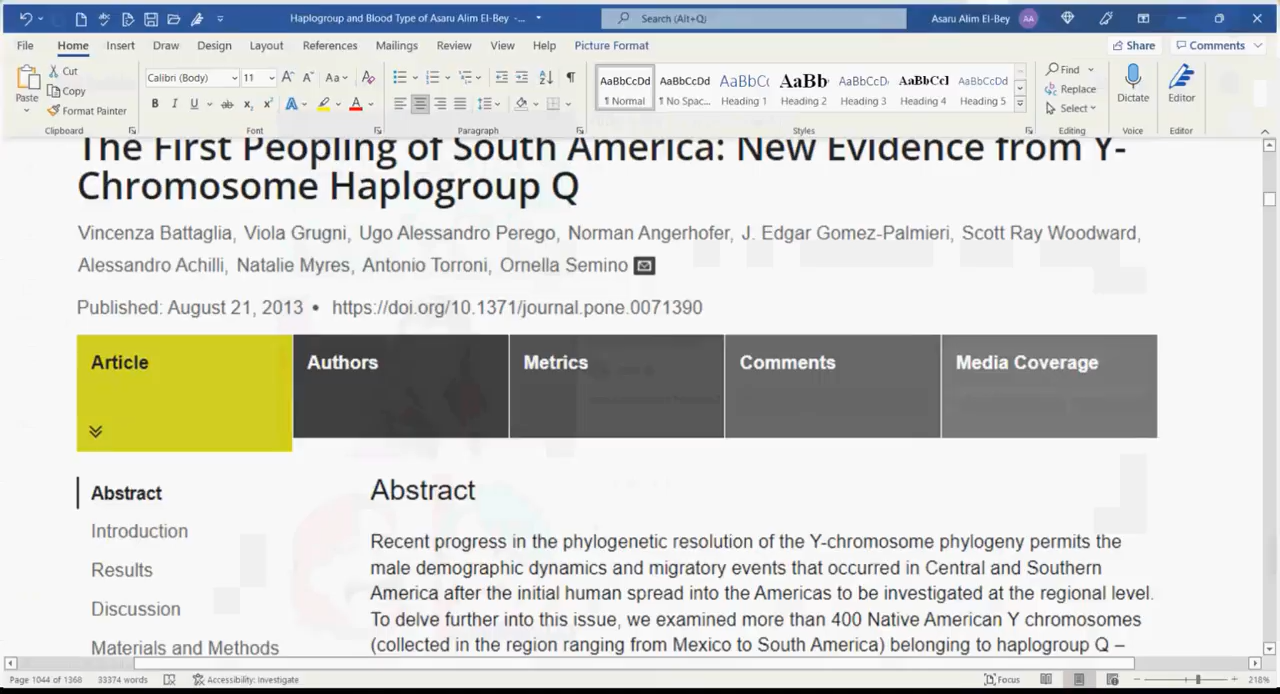 Haplogroup and Blood Type of Asaru Alim El-Bey -...
Search (Alt+Q)
Asaru Alim El-Bey
AA
File Home Insert Draw Design Layout References Mailings Review View Help Picture Format
Share
Comments
Paste
Cut
Copy
Format Painter
Calibri (Body)
11
AaBbCcDd
¶ Normal
AaBbCcDd
¶ No Spac...
AaBbCc
Heading 1
AaBb
Heading 2
AaBbCcD
Heading 3
AaBbCcI
Heading 4
AaBbCcDd
Heading 5
Find
Replace
Select
Dictate
Editor
Clipboard
Font
Paragraph
Styles
Editing
Voice
Editor
The First Peopling of South America: New Evidence from Y-
Chromosome Haplogroup Q
Vincenza Battaglia, Viola Grugni, Ugo Alessandro Perego, Norman Angerhofer, J. Edgar Gomez-Palmieri, Scott Ray Woodward,
Alessandro Achilli, Natalie Myres, Antonio Torroni, Ornella Semino
Published: August 21, 2013 • https://doi.org/10.1371/journal.pone.0071390
Article
Authors
Metrics
Comments
Media Coverage
Abstract
Introduction
Results
Discussion
Materials and Methods
Abstract
Recent progress in the phylogenetic resolution of the Y-chromosome phylogeny permits the
male demographic dynamics and migratory events that occurred in Central and Southern
America after the initial human spread into the Americas to be investigated at the regional level.
To delve further into this issue, we examined more than 400 Native American Y chromosomes
(collected in the region ranging from Mexico to South America) belonging to haplogroup Q –
Page 1044 of 1368
33374 words
Accessibility: Investigate
Focus
218%